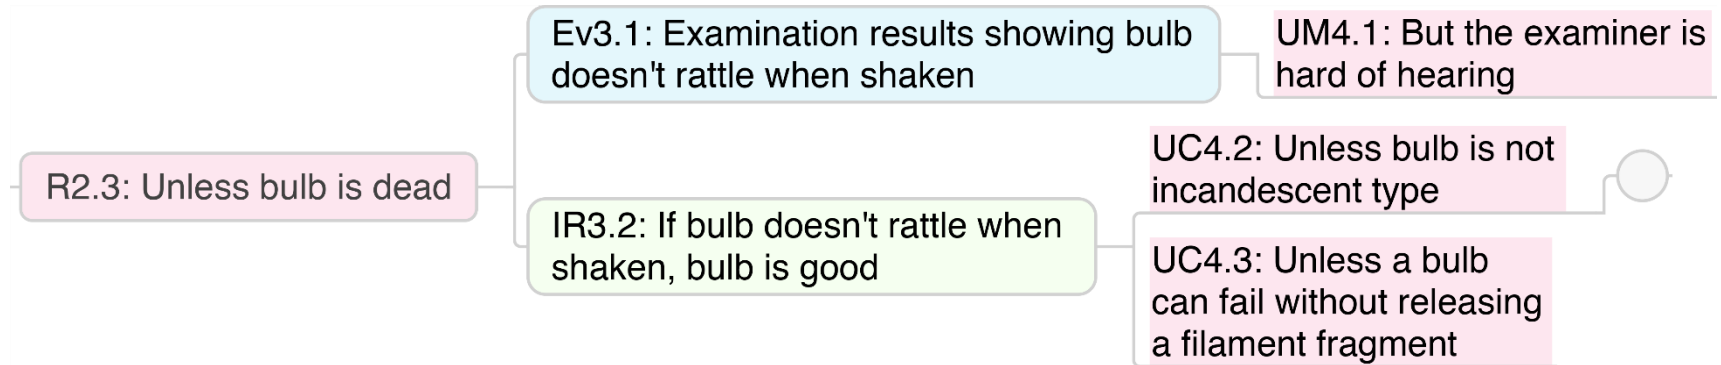 R2.3: Unless bulb is dead
Ev3.1: Examination results showing bulb
doesn't rattle when shaken
UM4.1: But the examiner is
hard of hearing
IR3.2: If bulb doesn't rattle when
shaken, bulb is good
UC4.2: Unless bulb is not
incandescent type
UC4.3: Unless a bulb
can fail without releasing
a filament fragment